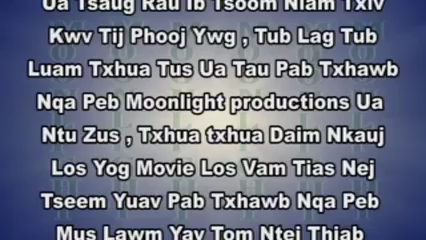 Ua Tsaug Rau Ib Tsoom Niam Txiv
Kwv Tij Phooj Ywg , Tub Lag Tub
Luam Txhua Tus Ua Tau Pab Txhawb
Nqa Peb Moonlight productions Ua
Ntu Zus , Txhua txhua Daim Nkauj
Los Yog Movie Los Vam Tias Nej
Tseem Yuav Pab Txhawb Nqa Peb
Mus Lawm Yav Tom Ntej Thiab